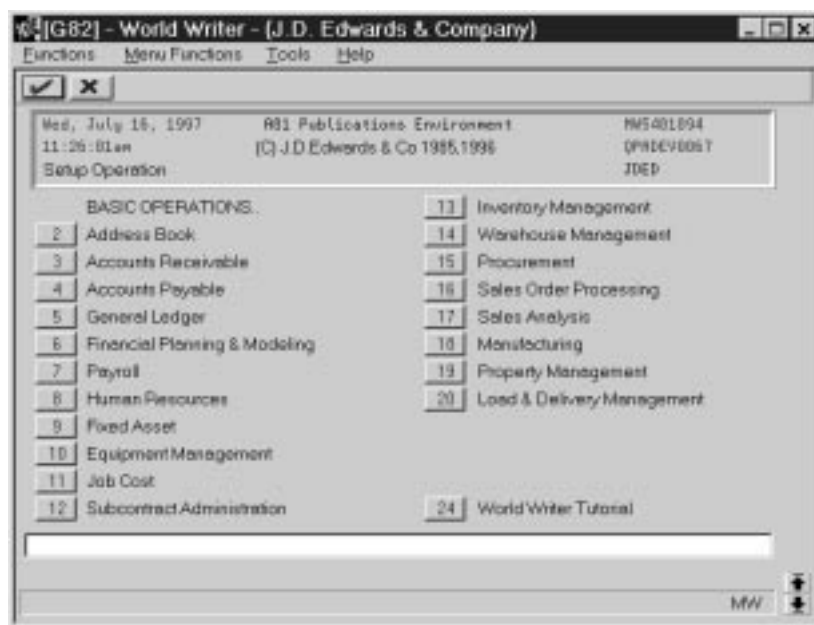 [G82] - World Writer - (J.D. Edwards & Company)
Functions Menu Functions Tools Help
Wed, July 16, 1997 A81 Publications Environment
11:26:01am (C) J.D.Edwards & Co 1985,1996 QPADEV0067
Setup Operation JDED
BASIC OPERATIONS..
2 Address Book
3 Accounts Receivable
4 Accounts Payable
5 General Ledger
6 Financial Planning & Modeling
7 Payroll
8 Human Resources
9 Fixed Asset
10 Equipment Management
11 Job Cost
12 Subcontract Administration
13 Inventory Management
14 Warehouse Management
15 Procurement
16 Sales Order Processing
17 Sales Analysis
18 Manufacturing
19 Property Management
20 Load & Delivery Management
24 World Writer Tutorial
MW